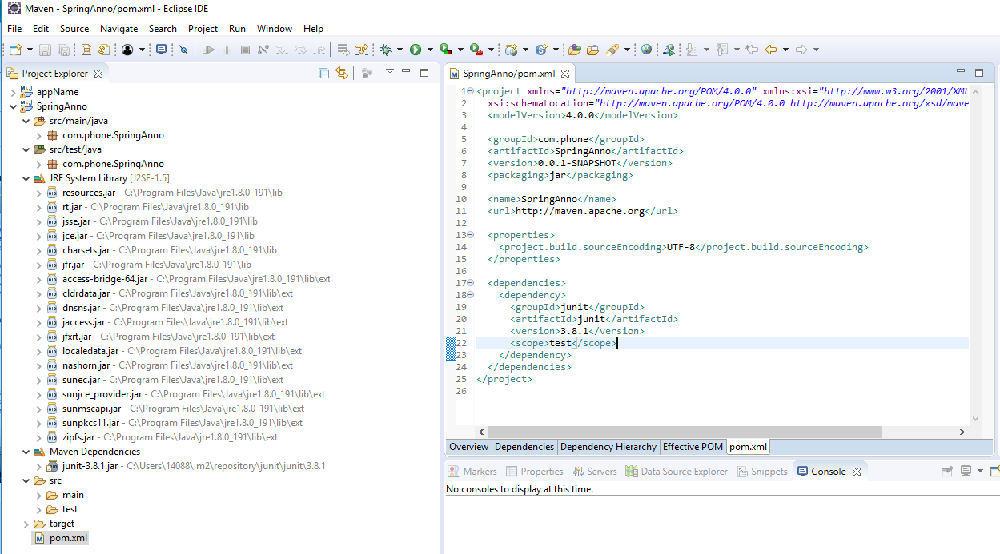 Maven - SpringAnno/pom.xml - Eclipse IDE
File Edit Source Navigate Search Project Run Window Help
Project Explorer
appName
SpringAnno
src/main/java
com.phone.SpringAnno
src/test/java
com.phone.SpringAnno
JRE System Library [J2SE-1.5]
resources.jar - C:\Program Files\Java\jre1.8.0_191\lib
rt.jar - C:\Program Files\Java\jre1.8.0_191\lib
jsse.jar - C:\Program Files\Java\jre1.8.0_191\lib
jce.jar - C:\Program Files\Java\jre1.8.0_191\lib
charsets.jar - C:\Program Files\Java\jre1.8.0_191\lib
jfr.jar - C:\Program Files\Java\jre1.8.0_191\lib
access-bridge-64.jar - C:\Program Files\Java\jre1.8.0_191\lib\ext
cldrdata.jar - C:\Program Files\Java\jre1.8.0_191\lib\ext
dnsns.jar - C:\Program Files\Java\jre1.8.0_191\lib\ext
jaccess.jar - C:\Program Files\Java\jre1.8.0_191\lib\ext
jfxrt.jar - C:\Program Files\Java\jre1.8.0_191\lib\ext
localedata.jar - C:\Program Files\Java\jre1.8.0_191\lib\ext
nashorn.jar - C:\Program Files\Java\jre1.8.0_191\lib\ext
sunec.jar - C:\Program Files\Java\jre1.8.0_191\lib\ext
sunjce_provider.jar - C:\Program Files\Java\jre1.8.0_191\lib\ext
sunmscapi.jar - C:\Program Files\Java\jre1.8.0_191\lib\ext
sunpkcs11.jar - C:\Program Files\Java\jre1.8.0_191\lib\ext
zipfs.jar - C:\Program Files\Java\jre1.8.0_191\lib\ext
Maven Dependencies
junit-3.8.1.jar - C:\Users\14088\.m2\repository\junit\junit\3.8.1
src
main
test
target
pom.xml
SpringAnno/pom.xml
1 <project xmlns="http://maven.apache.org/POM/4.0.0" xmlns:xsi="http://www.w3.org/2001/XML
2 xsi:schemaLocation="http://maven.apache.org/POM/4.0.0 http://maven.apache.org/xsd/mave
3 <modelVersion>4.0.0</modelVersion>
4
5 <groupId>com.phone</groupId>
6 <artifactId>SpringAnno</artifactId>
7 <version>0.0.1-SNAPSHOT</version>
8 <packaging>jar</packaging>
9
10 <name>SpringAnno</name>
11 <url>http://maven.apache.org</url>
12
13 <properties>
14 <project.build.sourceEncoding>UTF-8</project.build.sourceEncoding>
15 </properties>
16
17 <dependencies>
18 <dependency>
19 <groupId>junit</groupId>
20 <artifactId>junit</artifactId>
21 <version>3.8.1</version>
22 <scope>test</scope>
23 </dependency>
24 </dependencies>
25 </project>
26
Overview Dependencies Dependency Hierarchy Effective POM pom.xml
Markers Properties Servers Data Source Explorer Snippets Console
No consoles to display at this time.